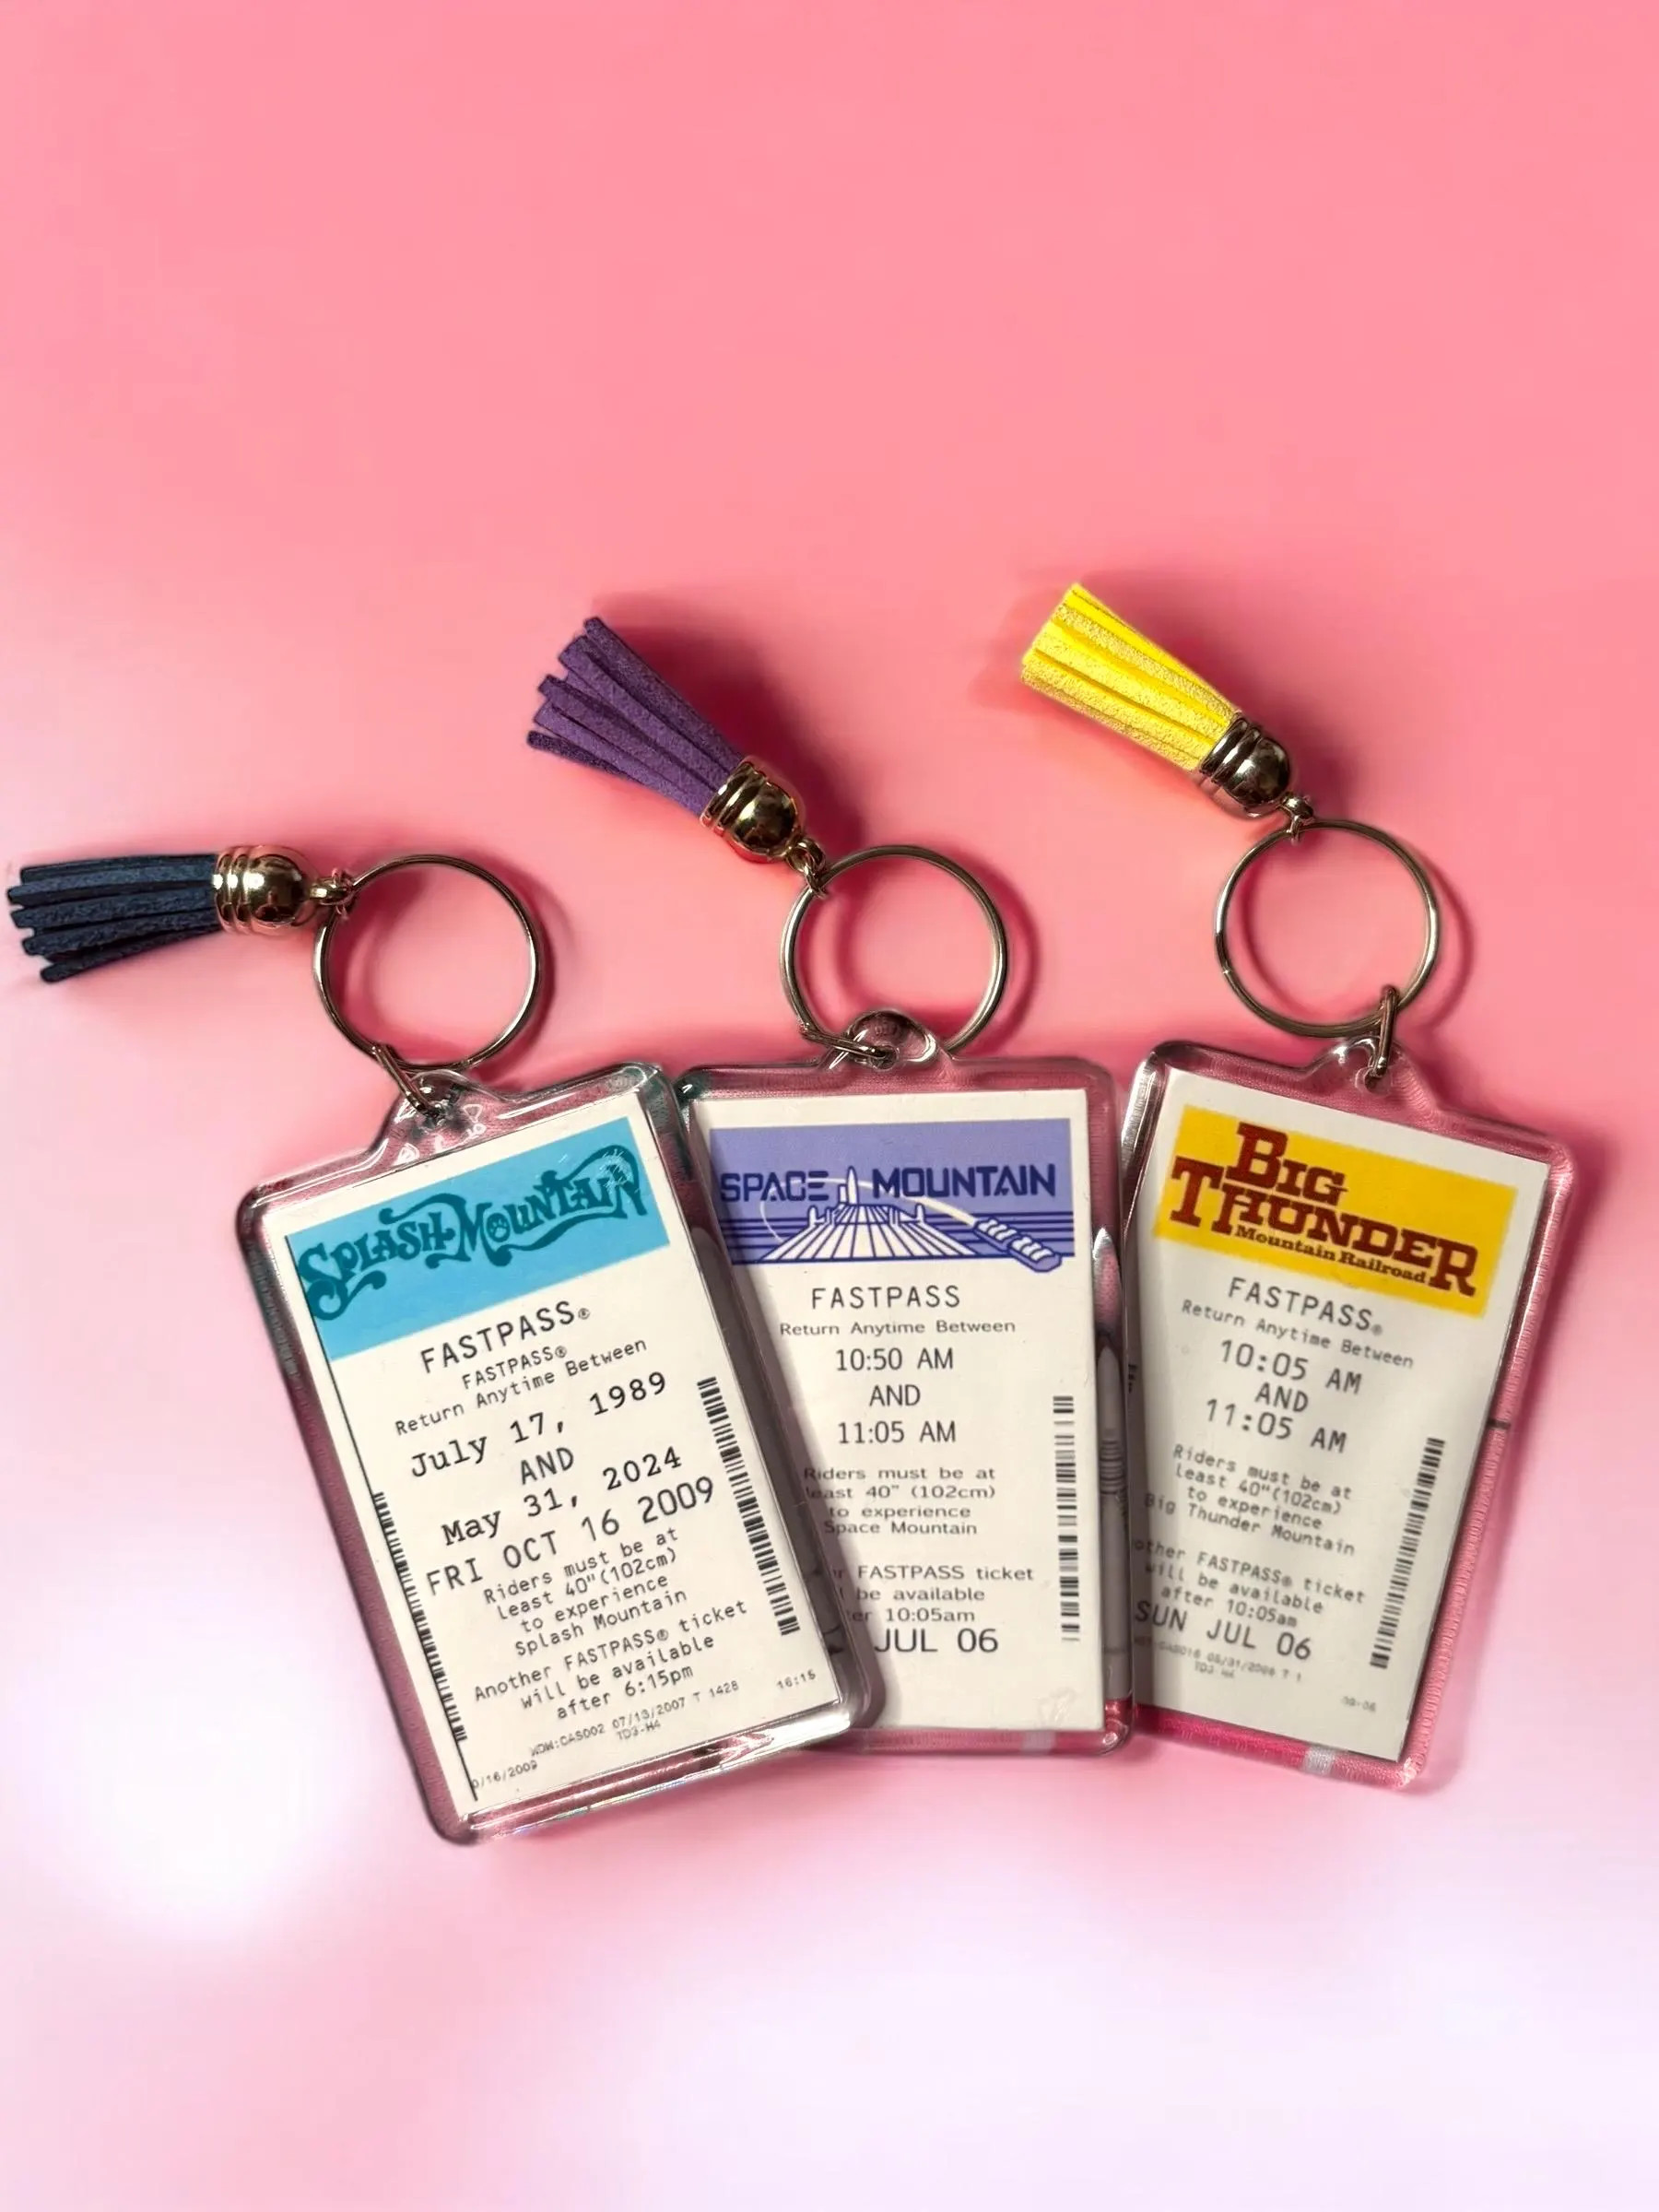 SPLASH MOUNTAIN
FASTPASS®
FASTPASS®
Return Anytime Between
July 17, 1989
AND
May 31, 2024
FRI OCT 16 2009
Riders must be at
least 40"(102cm)
to experience
Splash Mountain
Another FASTPASS® ticket
will be available
after 6:15pm
WDW:CAS002 07/13/2007 T 1428 16:15
TD3-H4
0/16/2009
SPACE MOUNTAIN
FASTPASS
Return Anytime Between
10:50 AM
AND
11:05 AM
Riders must be at
least 40" (102cm)
to experience
Space Mountain
FASTPASS ticket
be available
10:05am
JUL 06
BIG
THUNDER
Mountain Railroad
FASTPASS®
Return Anytime Between
10:05 AM
AND
11:05 AM
Riders must be at
least 40"(102cm)
to experience
Big Thunder Mountain
other FASTPASS® ticket
will be available
after 10:05am
SUN JUL 06
TD3-H4